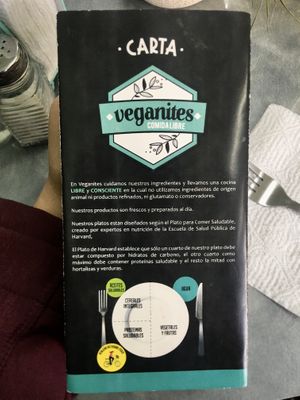 · CARTA ·
veganites
COMIDA LIBRE
En Veganites cuidamos nuestros ingredientes y llevamos una cocina
LIBRE y CONSCIENTE en la cual no utilizamos ingredientes de origen
animal ni productos refinados, ni glutamato o conservadores.
Nuestros productos son frescos y preparados al día.
Nuestros platos están diseñados según el Plato para Comer Saludable,
creado por expertos en nutrición de la Escuela de Salud Pública de
Harvard,
El Plato de Harvard establece que sólo un cuarto de nuestro plato debe
estar compuesto por hidratos de carbono, el otro cuarto como
máximo debe contener proteínas saludables y el resto la mitad con
hortalizas y verduras.
ACEITES
SALUDABLES
AGUA
CEREALES
INTEGRALES
PROTEÍNAS
SALUDABLES
VEGETALES
Y FRUTAS